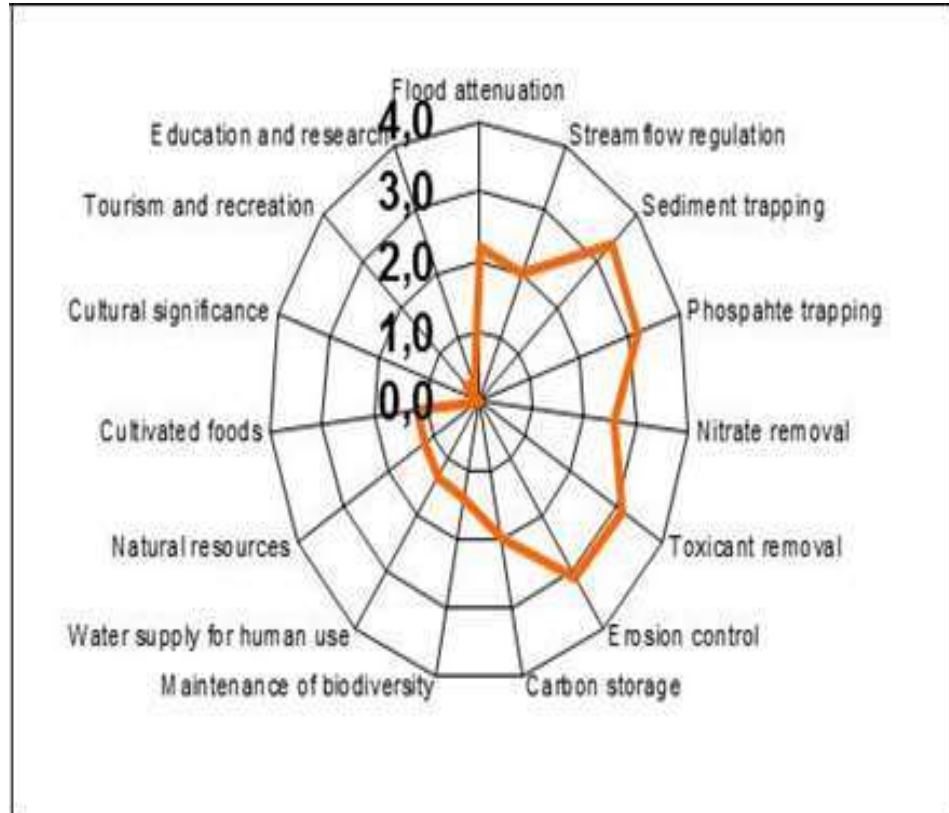 Flood attenuation
Streamflow regulation
Sediment trapping
Phospahte trapping
Nitrate removal
Toxicant removal
Erosion control
Carbon storage
Maintenance of biodiversity
Water supply for human use
Natural resources
Cultivated foods
Cultural significance
Tourism and recreation
Education and research
4,0
3,0
2,0
1,0
0,0